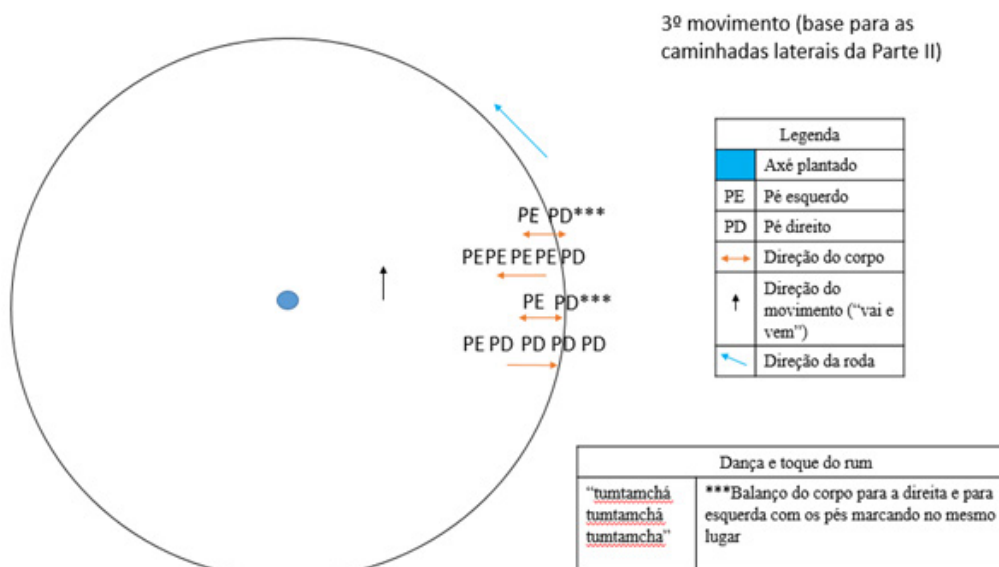 3º movimento (base para as
caminhadas laterais da Parte II)
PE PD***
PEPE PE PE PD
PE PD***
PE PD PD PD PD
Legenda
Axé plantado
PE Pé esquerdo
PD Pé direito
Direção do corpo
Direção do
movimento (“vai e
vem”)
Direção da roda
Dança e toque do rum
“tumtamchá
tumtamchá
tumtamcha”
***Balanço do corpo para a direita e para
esquerda com os pés marcando no mesmo
lugar